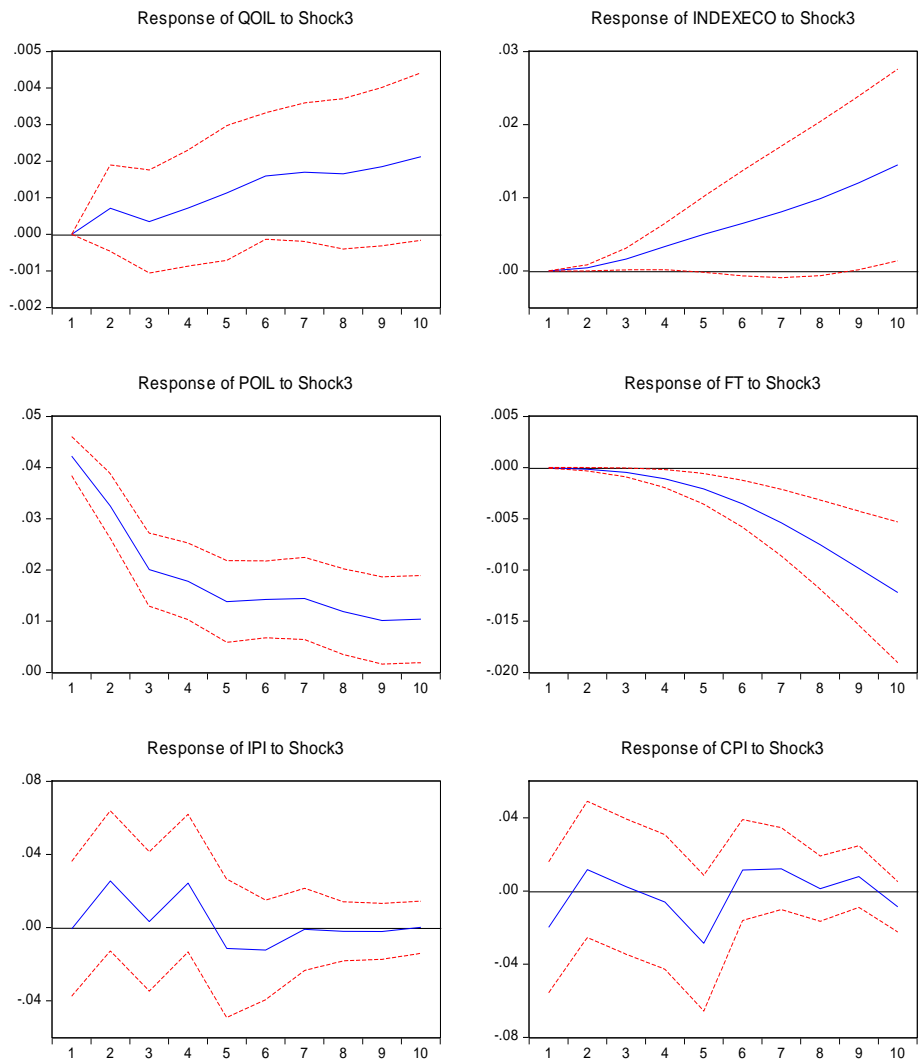 Response of QOIL to Shock3
.005
.004
.003
.002
.001
.000
-.001
-.002
1 2 3 4 5 6 7 8 9 10
Response of INDEXECO to Shock3
.03
.02
.01
.00
1 2 3 4 5 6 7 8 9 10
Response of POIL to Shock3
.05
.04
.03
.02
.01
.00
1 2 3 4 5 6 7 8 9 10
Response of FT to Shock3
.005
.000
-.005
-.010
-.015
-.020
1 2 3 4 5 6 7 8 9 10
Response of IPI to Shock3
.08
.04
.00
-.04
1 2 3 4 5 6 7 8 9 10
Response of CPI to Shock3
.04
.00
-.04
-.08
1 2 3 4 5 6 7 8 9 10